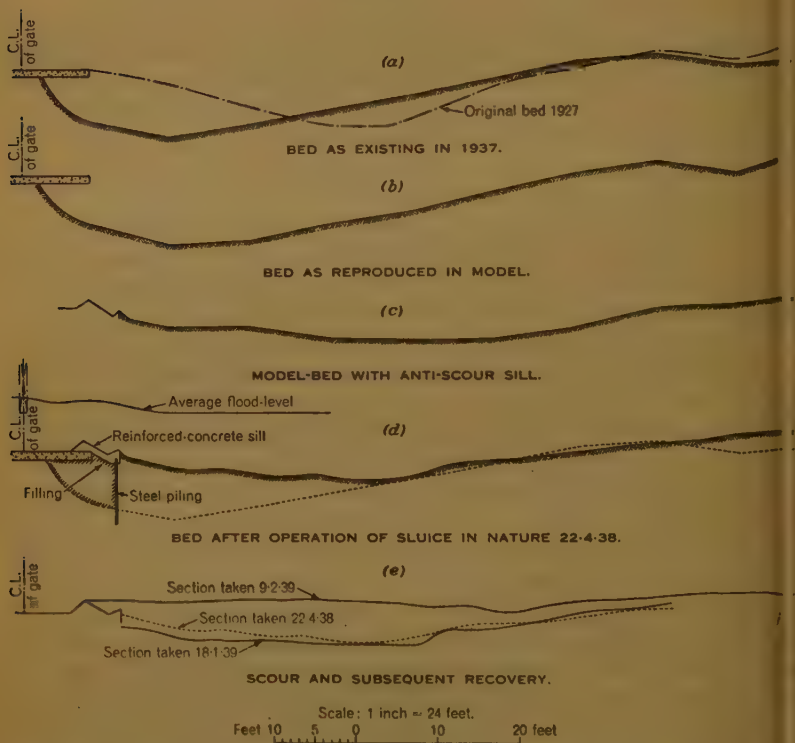 C.L.
of gate
(a)
Original bed 1927
BED AS EXISTING IN 1937.
C.L.
of gate
(b)
BED AS REPRODUCED IN MODEL.
(c)
MODEL-BED WITH ANTI-SCOUR SILL.
Average flood-level
C.L.
of gate
(d)
Reinforced-concrete sill
Filling
Steel piling
BED AFTER OPERATION OF SLUICE IN NATURE 22·4·38.
(e)
C.L.
of gate
Section taken 9·2·39
Section taken 22·4·38
Section taken 18·1·39
SCOUR AND SUBSEQUENT RECOVERY.
Scale: 1 inch = 24 feet.
Feet 10 5 0 10 20 feet